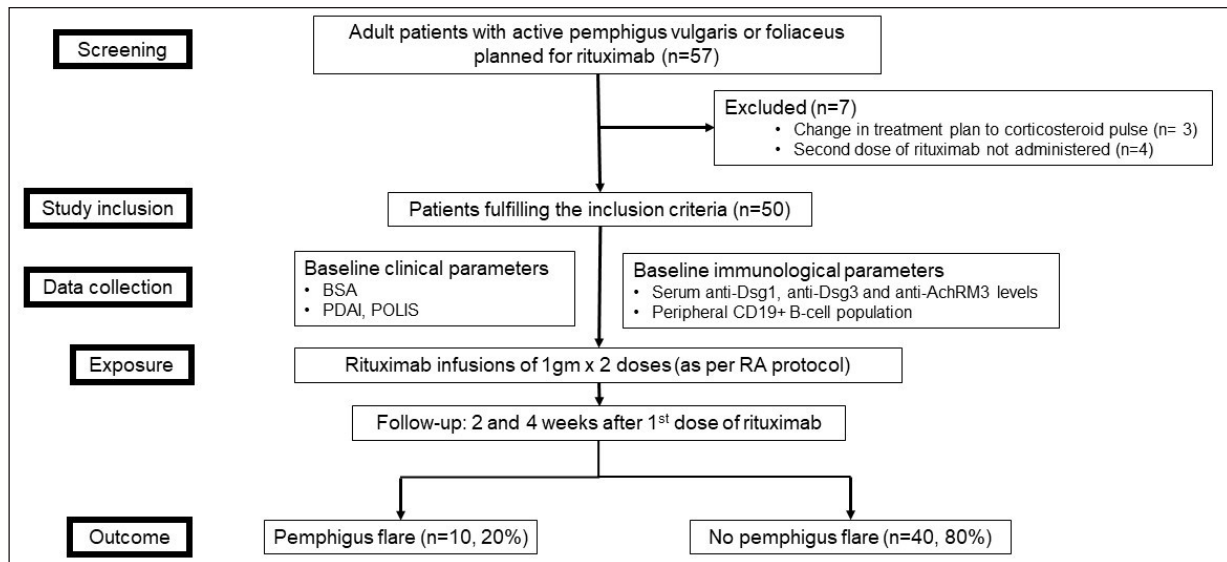 Screening
Adult patients with active pemphigus vulgaris or foliaceus
planned for rituximab (n=57)
Excluded (n=7)
• Change in treatment plan to corticosteroid pulse (n= 3)
• Second dose of rituximab not administered (n=4)
Study inclusion
Patients fulfilling the inclusion criteria (n=50)
Data collection
Baseline clinical parameters
• BSA
• PDAI, POLIS
Baseline immunological parameters
• Serum anti-Dsg1, anti-Dsg3 and anti-AchRM3 levels
• Peripheral CD19+ B-cell population
Exposure
Rituximab infusions of 1gm x 2 doses (as per RA protocol)
Follow-up: 2 and 4 weeks after 1st dose of rituximab
Outcome
Pemphigus flare (n=10, 20%)
No pemphigus flare (n=40, 80%)